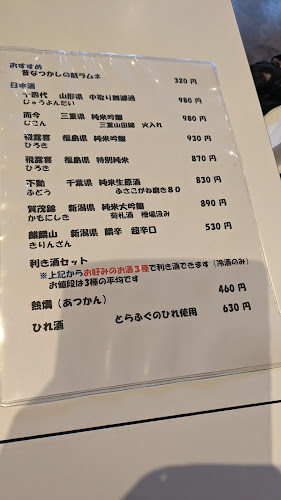 おすすめ
昔なつかしの瓶ラムネ 320 円
日本酒
十四代 山形県 中取り無濾過 980 円
じゅうよんだい
而今 三重県 純米吟醸 980 円
じこん 三重山田錦 火入れ
飛露喜 福島県 純米吟醸 930 円
ひろき
飛露喜 福島県 特別純米 870 円
ひろき
不動 千葉県 純米生原酒 830 円
ふどう ふさこがね磨き80
賀茂錦 新潟県 純米大吟醸 890 円
かもにしき 荷札酒 槽場汲み
麒麟山 新潟県 麟辛 超辛口 530 円
きりんざん
利き酒セット
※上記からお好みのお酒3種で利き酒できます(冷酒のみ)
お値段は3種の平均です
熱燗(あつかん) 460 円
ひれ酒 とらふぐのひれ使用 630 円